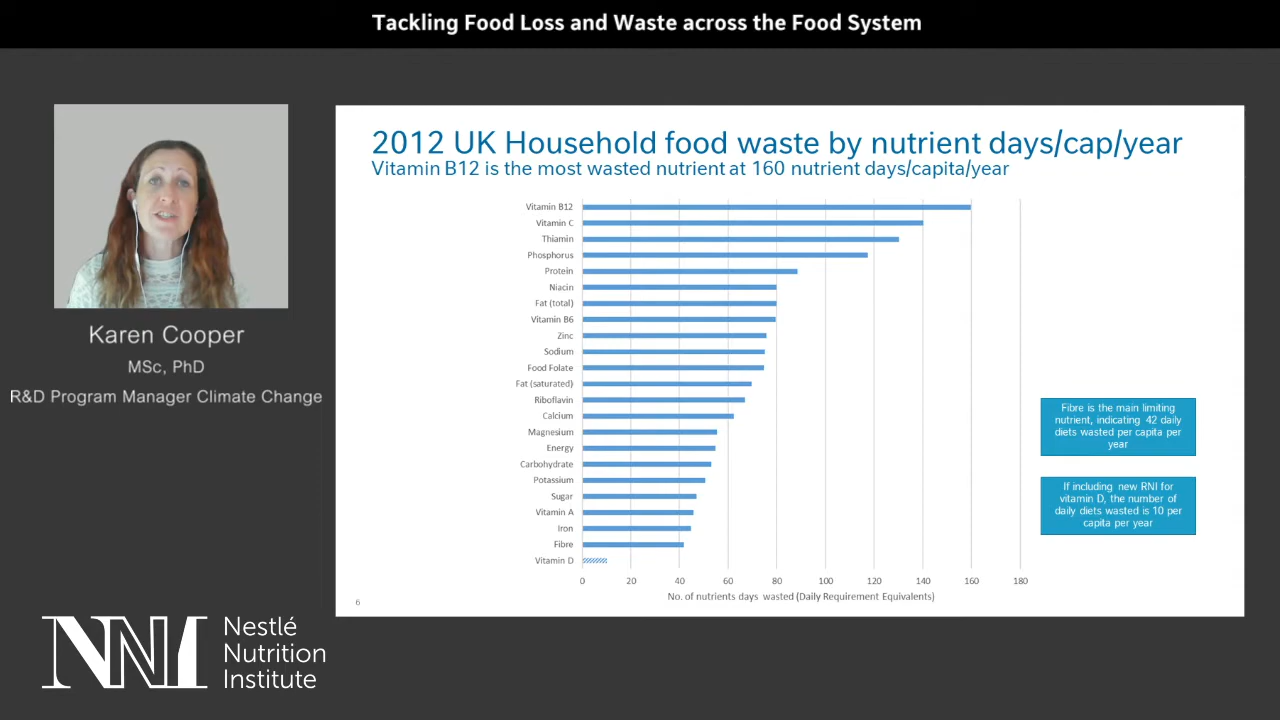 Tackling Food Loss and Waste across the Food System
Karen Cooper
MSc, PhD
R&D Program Manager Climate Change
NNI
Nestlé
Nutrition
Institute
2012 UK Household food waste by nutrient days/cap/year
Vitamin B12 is the most wasted nutrient at 160 nutrient days/capita/year
Vitamin B12
Vitamin C
Thiamin
Phosphorus
Protein
Niacin
Fat (total)
Vitamin B6
Zinc
Sodium
Food Folate
Fat (saturated)
Riboflavin
Calcium
Magnesium
Energy
Carbohydrate
Potassium
Sugar
Vitamin A
Iron
Fibre
Vitamin D
0 20 40 60 80 100 120 140 160 180
No. of nutrients days wasted (Daily Requirement Equivalents)
Fibre is the main limiting
nutrient, indicating 42 daily
diets wasted per capita per
year
If including new RNI for
vitamin D, the number of
daily diets wasted is 10 per
capita per year
6